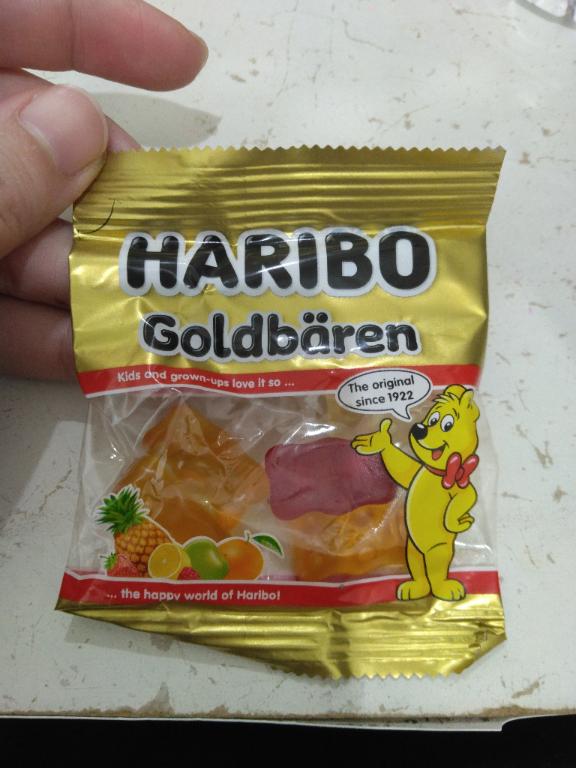 HARIBO
Goldbären
Kids and grown-ups love it so ...
The original
since 1922
... the happy world of Haribo!